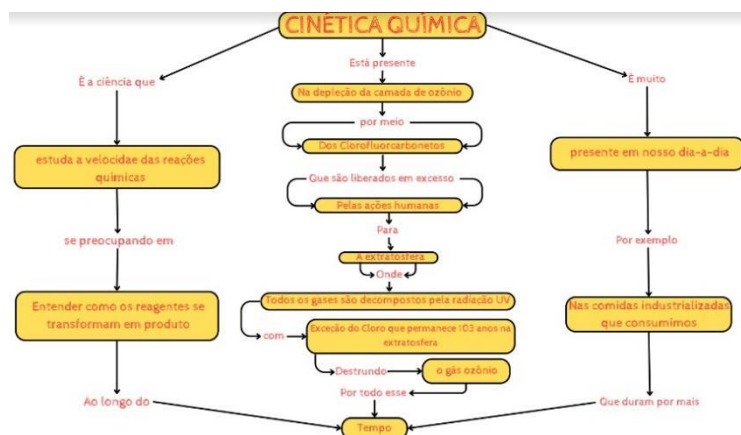 CINÉTICA QUÍMICA
É a ciência que
estuda a velocidae das reações
químicas
se preocupando em
Entender como os reagentes se
transformam em produto
Ao longo do
Está presente
Na depleção da camada de ozônio
por meio
Dos Clorofluorcarbonetos
Que são liberados em excesso
Pelas ações humanas
Para
A extratosfera
Onde
Todos os gases são decompostos pela radiação UV
com
Exceção do Cloro que permanece 103 anos na
extratosfera
Destrundo
o gás ozônio
Por todo esse
Tempo
É muito
presente em nosso dia-a-dia
Por exemplo
Nas comidas industrializadas
que consumimos
Que duram por mais